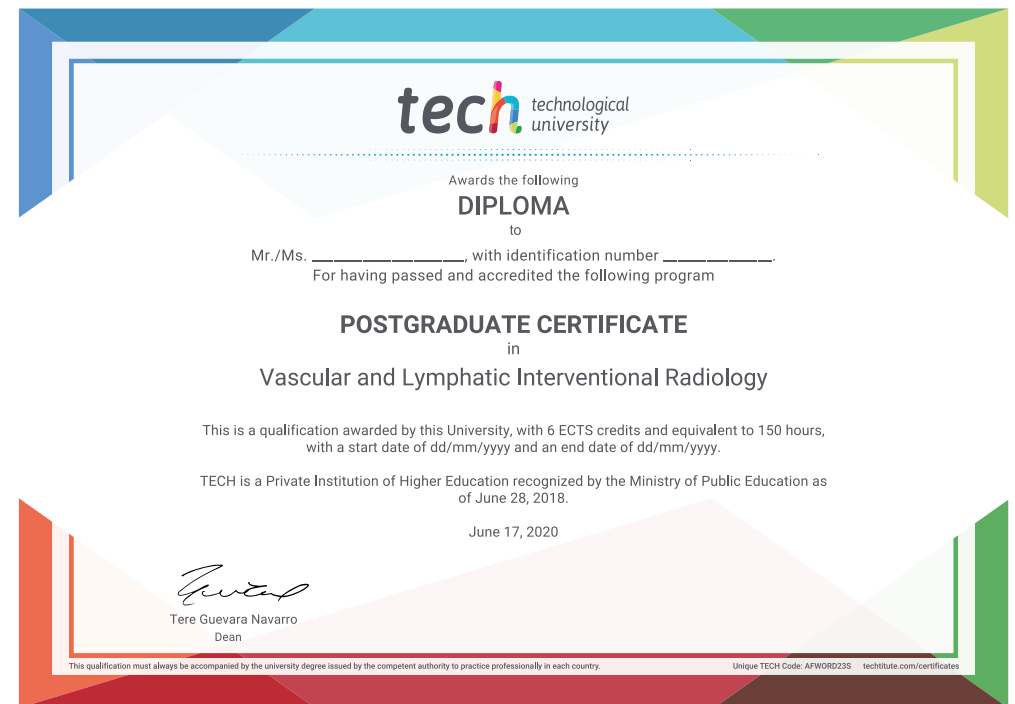 tech technological
university
Awards the following
DIPLOMA
to
Mr./Ms. ______________, with identification number __________.
For having passed and accredited the following program
POSTGRADUATE CERTIFICATE
in
Vascular and Lymphatic Interventional Radiology
This is a qualification awarded by this University, with 6 ECTS credits and equivalent to 150 hours,
with a start date of dd/mm/yyyy and an end date of dd/mm/yyyy.
TECH is a Private Institution of Higher Education recognized by the Ministry of Public Education as
of June 28, 2018.
June 17, 2020
Tere Guevara Navarro
Dean
This qualification must always be accompanied by the university degree issued by the competent authority to practice professionally in each country.
Unique TECH Code: AFWORD23S techtitute.com/certificates